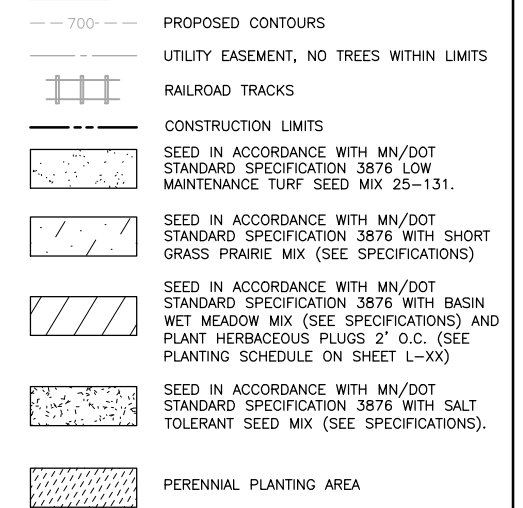 700 PROPOSED CONTOURS
UTILITY EASEMENT, NO TREES WITHIN LIMITS
RAILROAD TRACKS
CONSTRUCTION LIMITS
SEED IN ACCORDANCE WITH MN/DOT
STANDARD SPECIFICATION 3876 LOW
MAINTENANCE TURF SEED MIX 25-131.
SEED IN ACCORDANCE WITH MN/DOT
STANDARD SPECIFICATION 3876 WITH SHORT
GRASS PRAIRIE MIX (SEE SPECIFICATIONS)
SEED IN ACCORDANCE WITH MN/DOT
STANDARD SPECIFICATION 3876 WITH BASIN
WET MEADOW MIX (SEE SPECIFICATIONS) AND
PLANT HERBACEOUS PLUGS 2' O.C. (SEE
PLANTING SCHEDULE ON SHEET L-XX)
SEED IN ACCORDANCE WITH MN/DOT
STANDARD SPECIFICATION 3876 WITH SALT
TOLERANT SEED MIX (SEE SPECIFICATIONS).
PERENNIAL PLANTING AREA